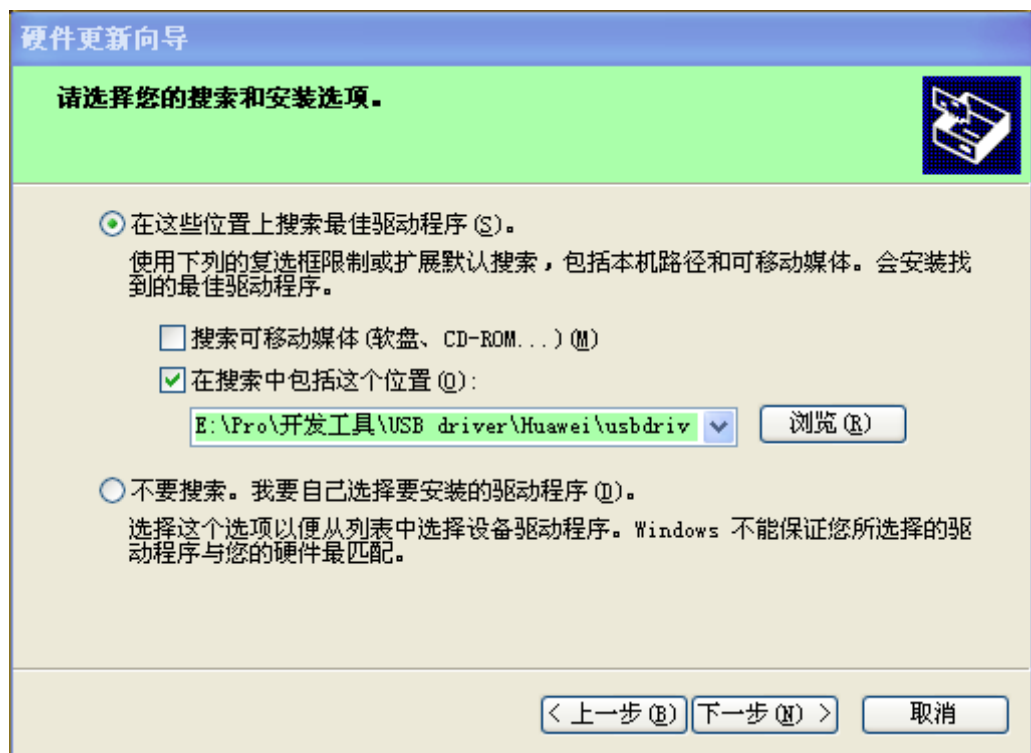 硬件更新向导
请选择您的搜索和安装选项。
在这些位置上搜索最佳驱动程序(S)。
使用下列的复选框限制或扩展默认搜索，包括本机路径和可移动媒体。会安装找
到的最佳驱动程序。
搜索可移动媒体(软盘、CD-ROM...)(M)
在搜索中包括这个位置(O):
E:\Pro\开发工具\USB driver\Huawei\usbdriv
浏览(R)
不要搜索。我要自己选择要安装的驱动程序(D)。
选择这个选项以便从列表中选择设备驱动程序。Windows 不能保证您所选择的驱
动程序与您的硬件最匹配。
< 上一步(B) 下一步(N) > 取消